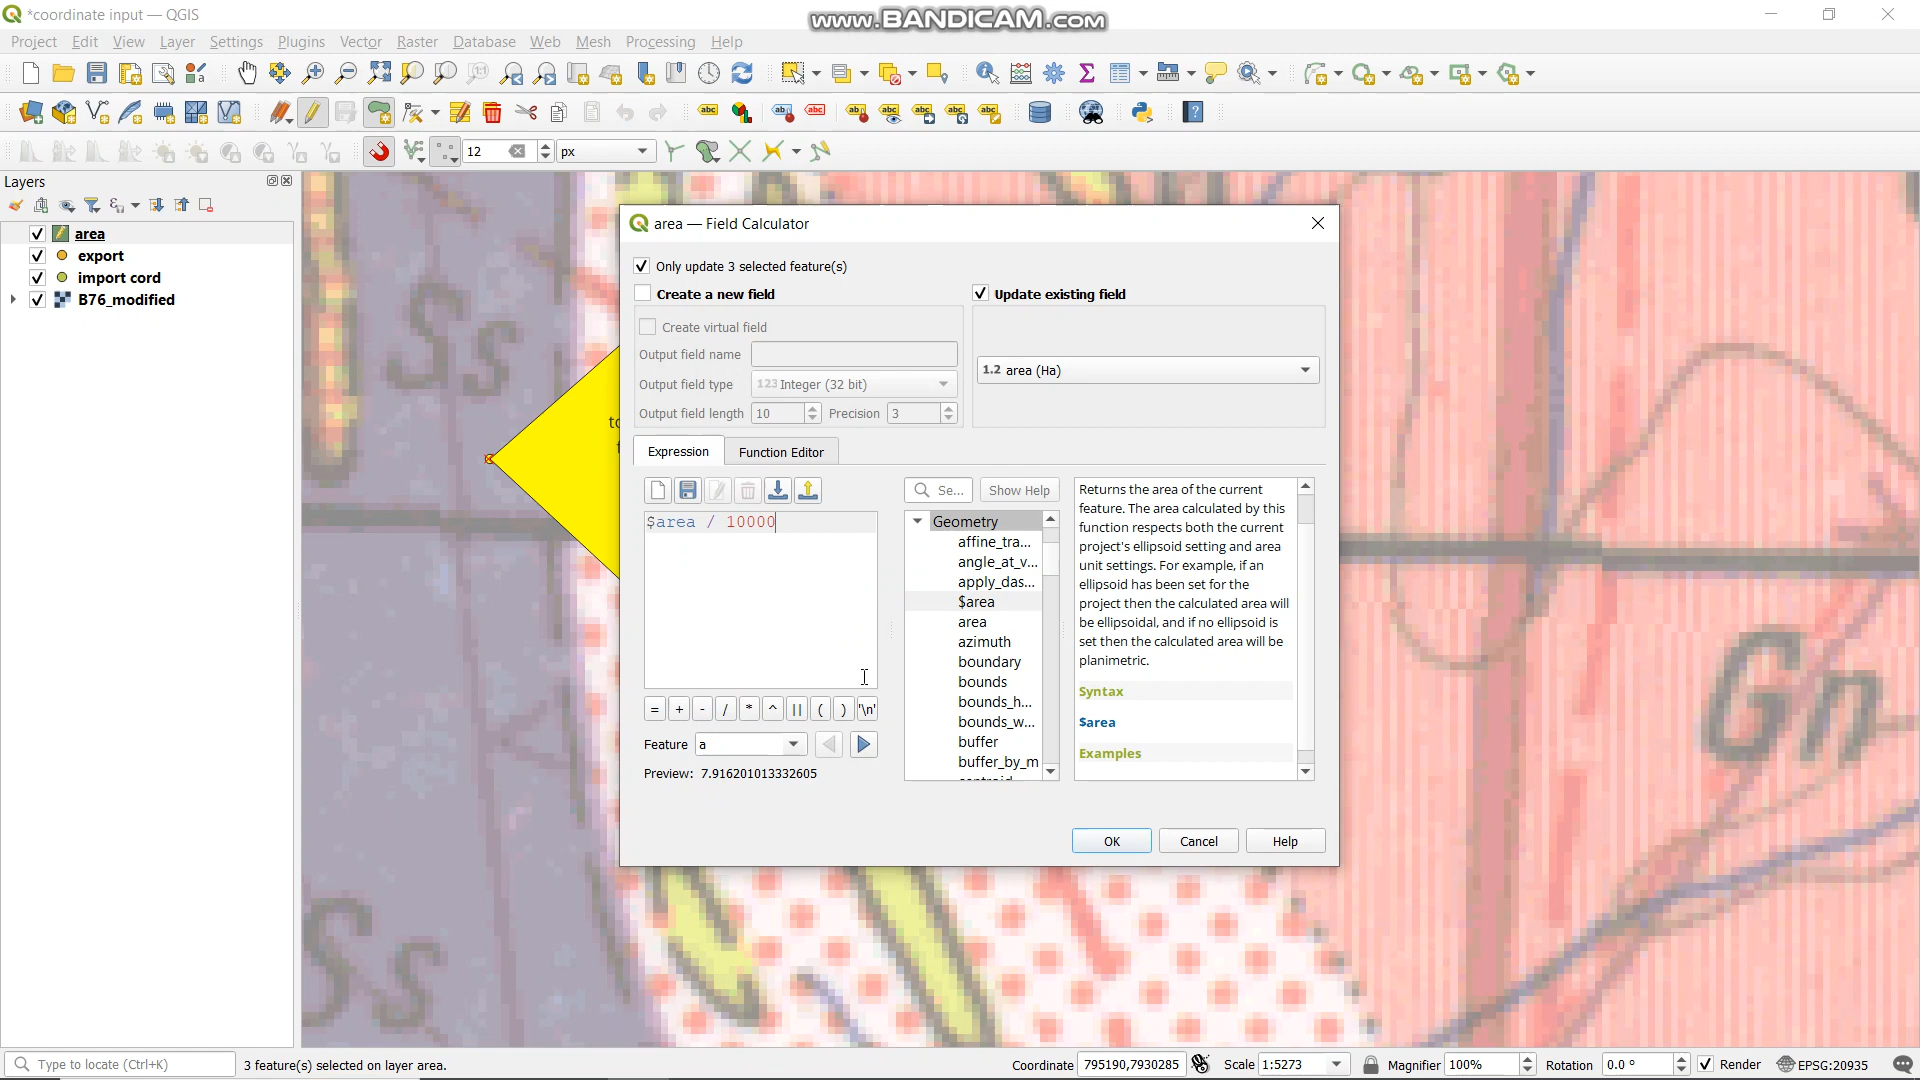 *coordinate input — QGIS
www.BANDICAM.com
Project Edit View Layer Settings Plugins Vector Raster Database Web Mesh Processing Help
12 px
Layers
area
export
import cord
B76_modified
Ss
Ss
Gn
area — Field Calculator
Only update 3 selected feature(s)
Create a new field
Update existing field
Create virtual field
Output field name
1.2 area (Ha)
Output field type 123 Integer (32 bit)
Output field length 10 Precision 3
Expression Function Editor
Se... Show Help
$area / 10000
Geometry
affine_tra...
angle_at_v...
apply_das...
$area
area
azimuth
boundary
bounds
bounds_h...
bounds_w...
buffer
buffer_by_m
Returns the area of the current
feature. The area calculated by this
function respects both the current
project's ellipsoid setting and area
unit settings. For example, if an
ellipsoid has been set for the
project then the calculated area will
be ellipsoidal, and if no ellipsoid is
set then the calculated area will be
planimetric.
Syntax
$area
Examples
= + - / * ^ || ( ) '\n'
Feature a
Preview: 7.916201013332605
OK Cancel Help
Type to locate (Ctrl+K) 3 feature(s) selected on layer area. Coordinate 795190,7930285 Scale 1:5273 Magnifier 100% Rotation 0.0 ° Render EPSG:20935